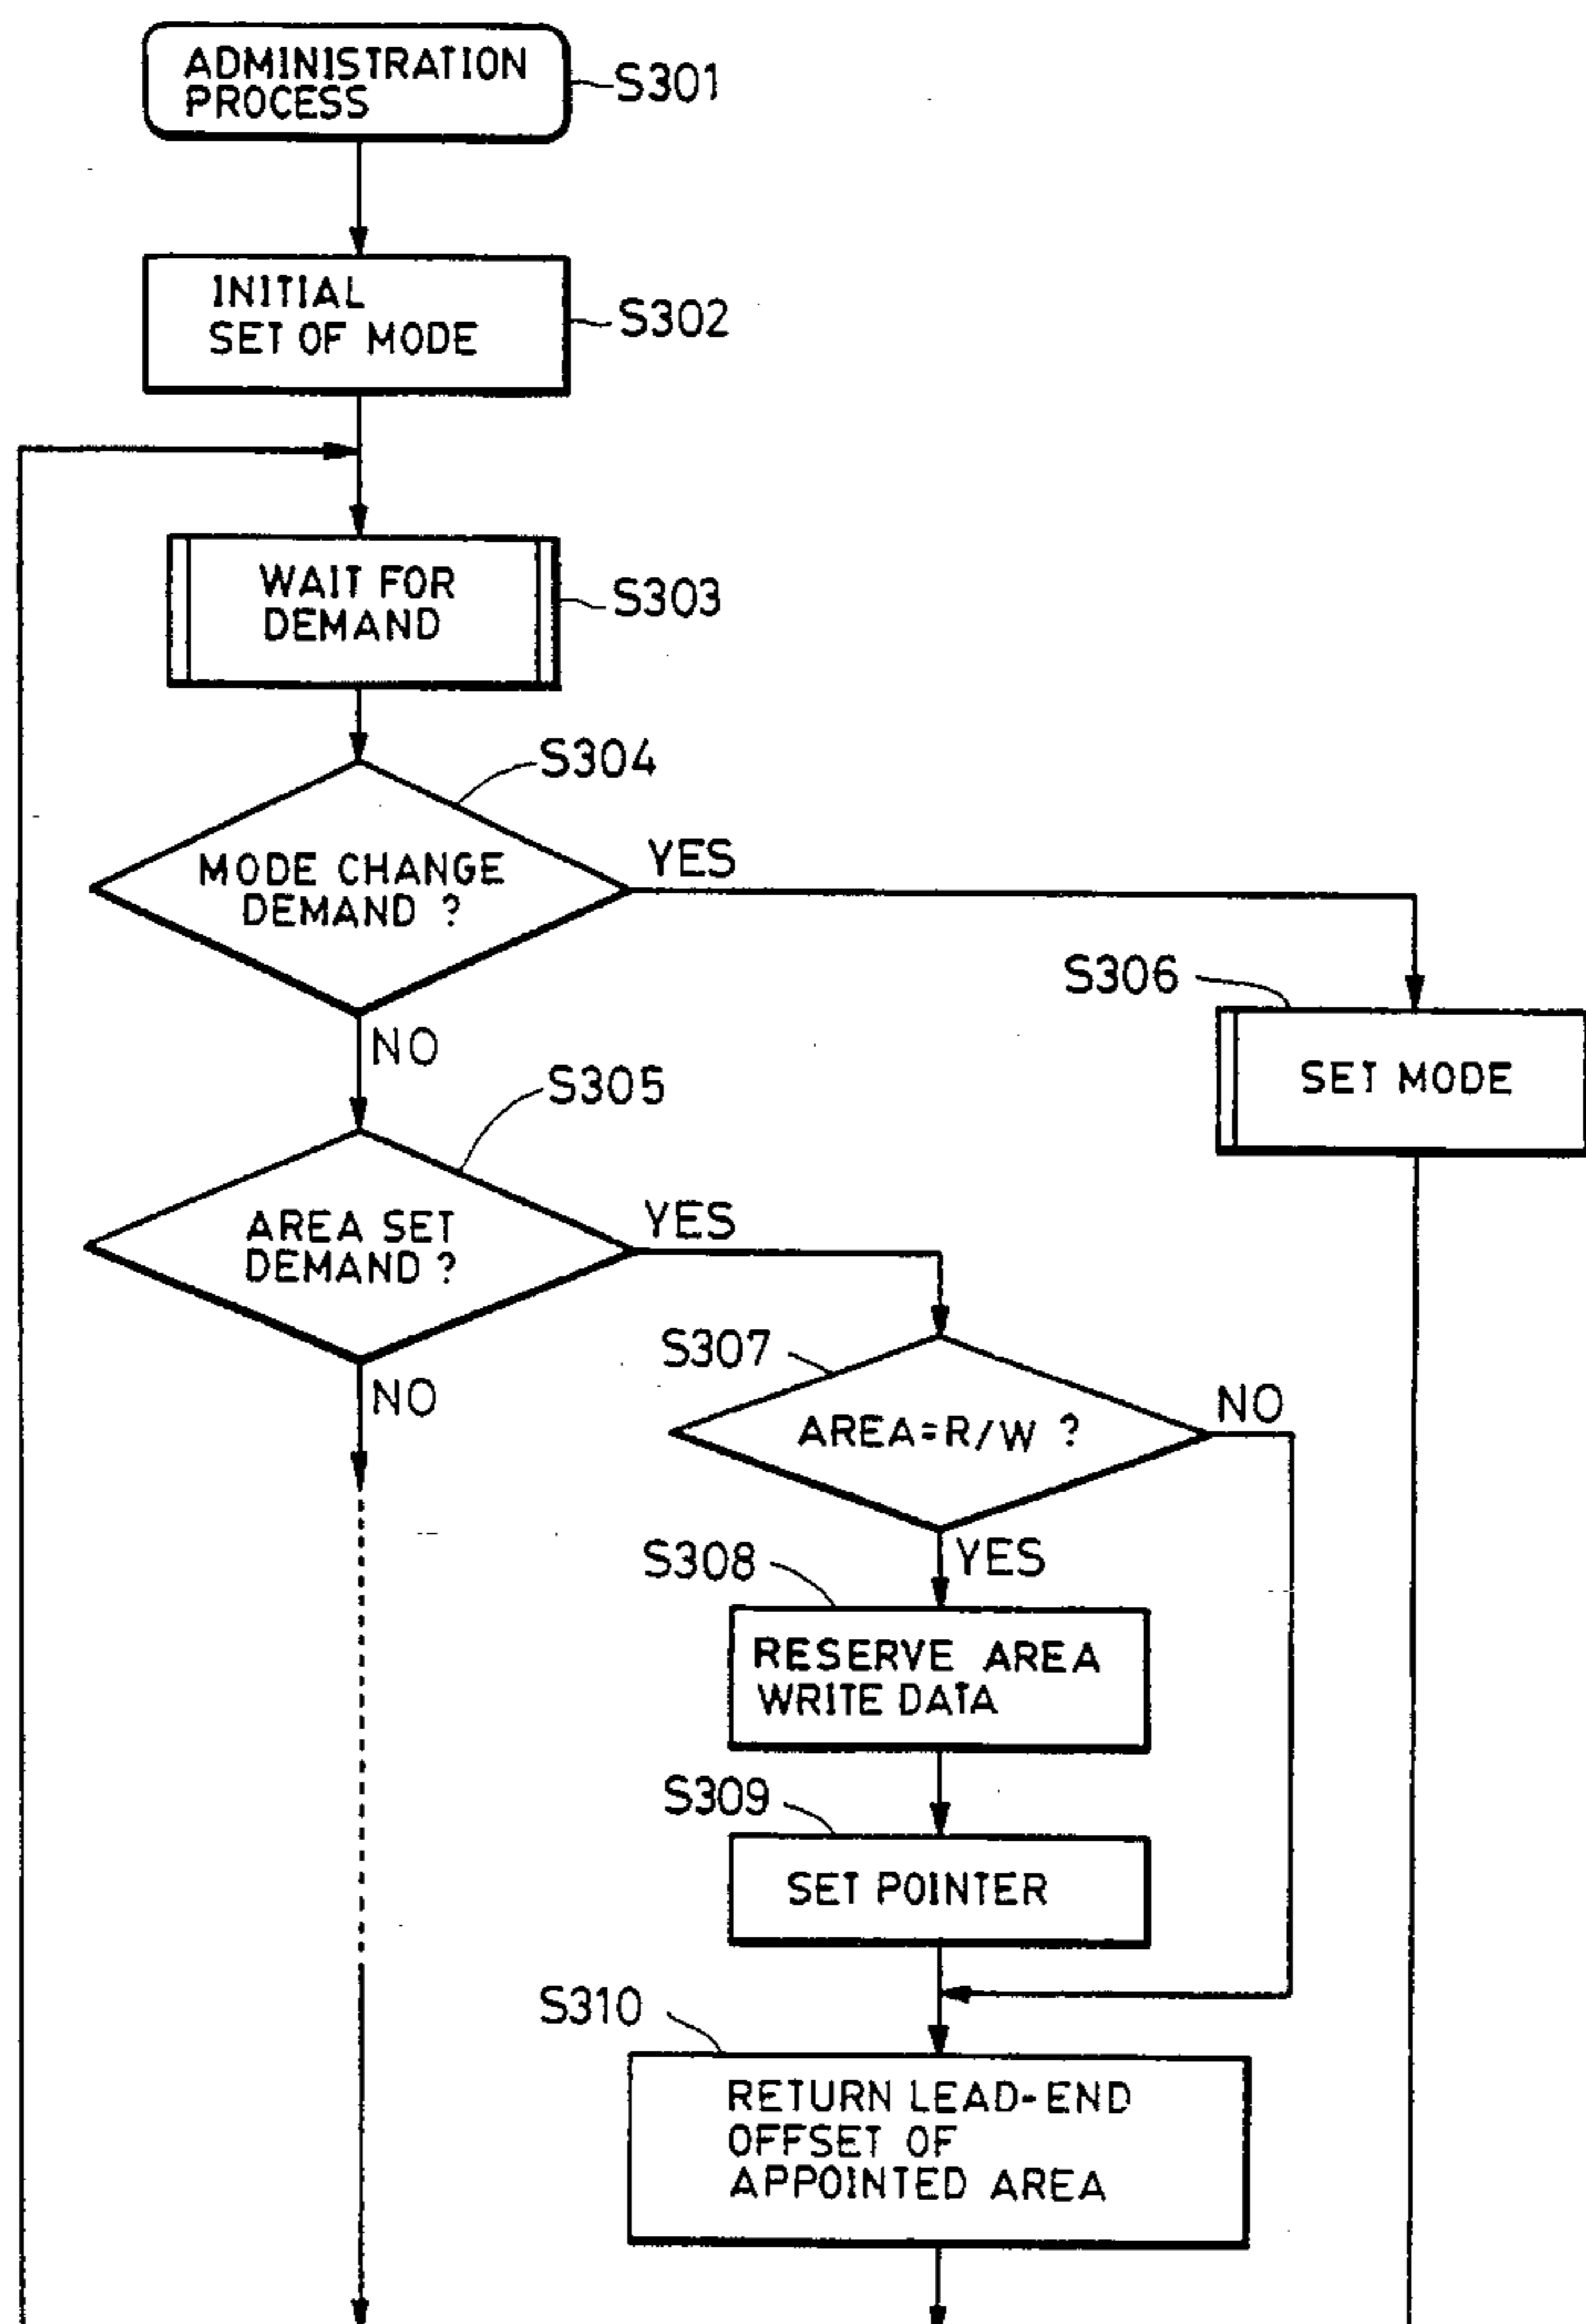 ADMINISTRATION
PROCESS
S301
INITIAL
SET OF MODE
S302
WAIT FOR
DEMAND
S303
S304
MODE CHANGE
DEMAND ?
YES
NO
S306
SET MODE
S305
AREA SET
DEMAND ?
YES
NO
S307
AREA=R/W ?
NO
YES
S308
RESERVE AREA
WRITE DATA
S309
SET POINTER
S310
RETURN LEAD-END
OFFSET OF
APPOINTED AREA